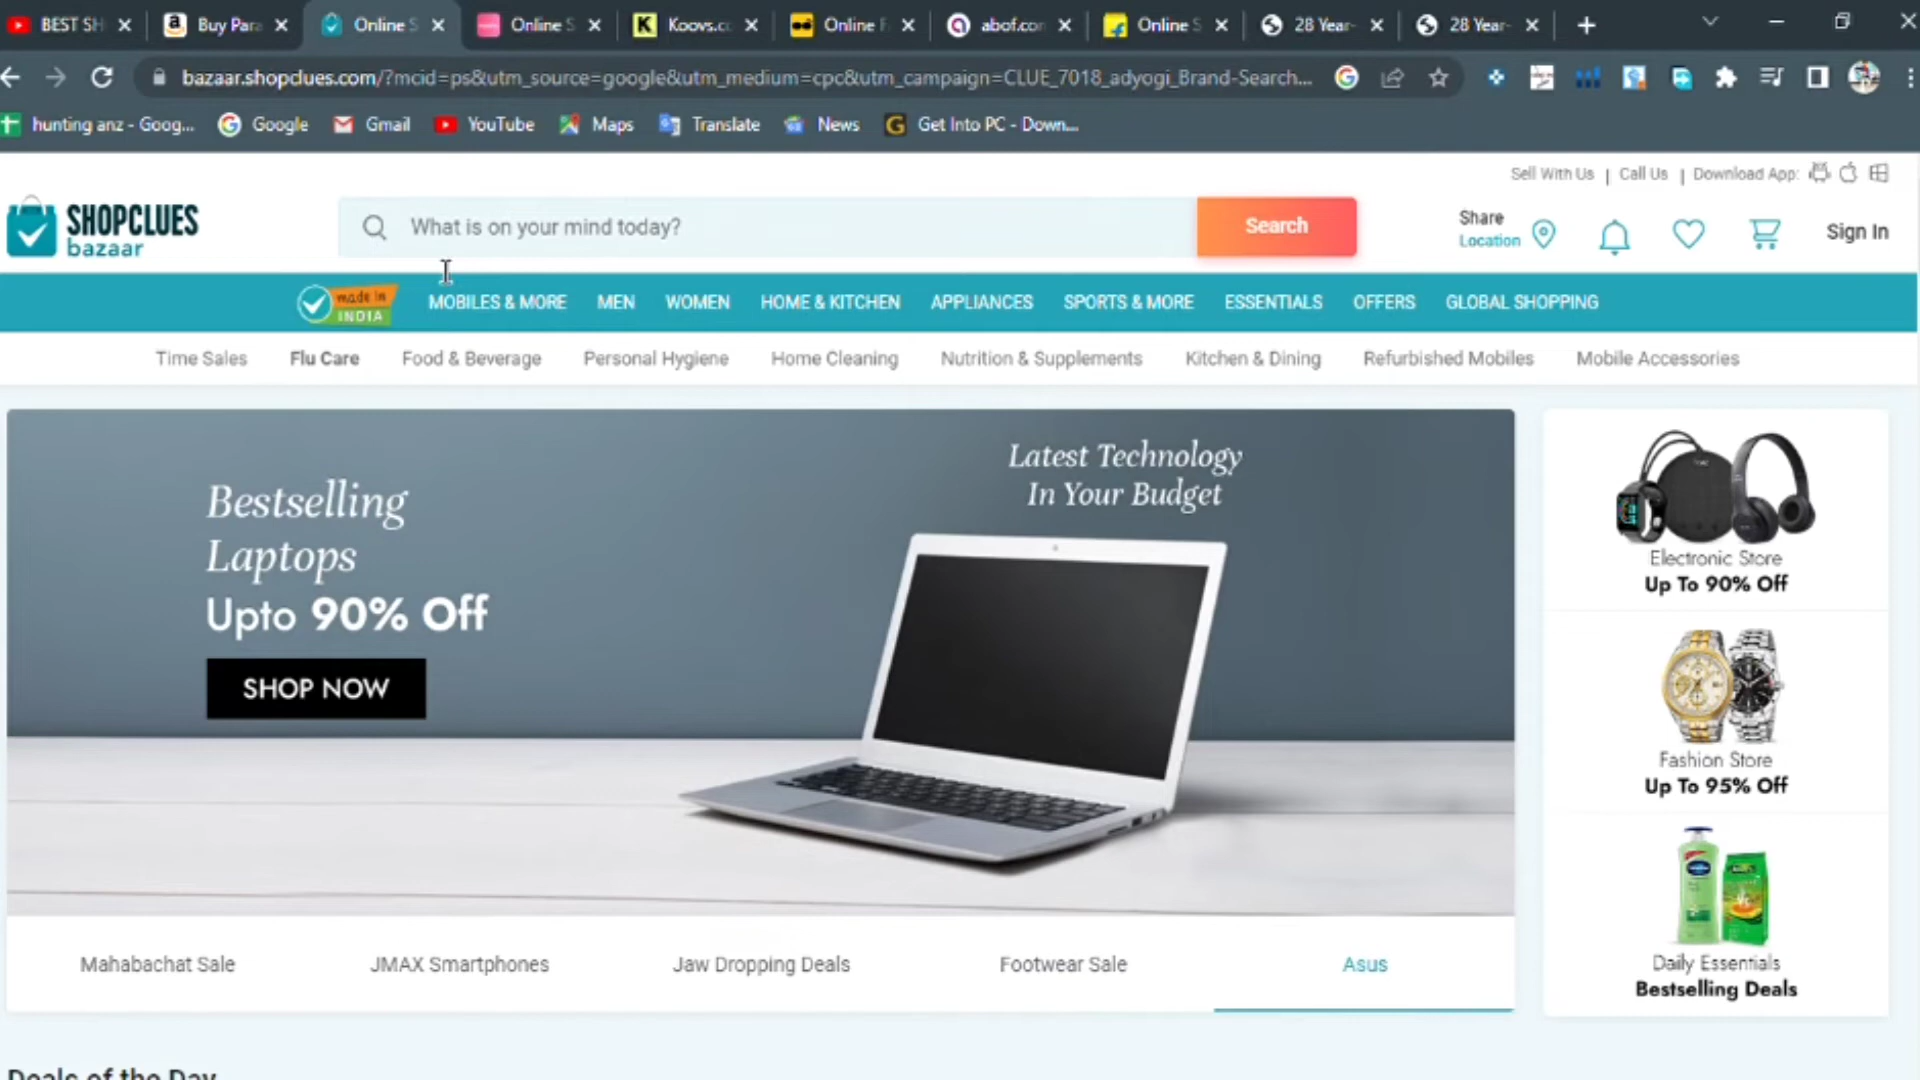 BEST SH
Buy Para
Online S
Online S
Koovs.c
Online F
abof.con
Online S
28 Year-
28 Year-
bazaar.shopclues.com/?mcid=ps&utm_source=google&utm_medium=cpc&utm_campaign=CLUE_7018_adyogi_Brand-Search...
hunting anz - Goog...
Google
Gmail
YouTube
Maps
Translate
News
Get Into PC - Down...
Sell With Us | Call Us | Download App:
SHOPCLUES
bazaar
What is on your mind today?
Search
Share
Location
Sign In
made in
INDIA
MOBILES & MORE
MEN
WOMEN
HOME & KITCHEN
APPLIANCES
SPORTS & MORE
ESSENTIALS
OFFERS
GLOBAL SHOPPING
Time Sales
Flu Care
Food & Beverage
Personal Hygiene
Home Cleaning
Nutrition & Supplements
Kitchen & Dining
Refurbished Mobiles
Mobile Accessories
Bestselling
Laptops
Upto 90% Off
SHOP NOW
Latest Technology
In Your Budget
Electronic Store
Up To 90% Off
Fashion Store
Up To 95% Off
Daily Essentials
Bestselling Deals
Mahabachat Sale
JMAX Smartphones
Jaw Dropping Deals
Footwear Sale
Asus
Deals of the Day